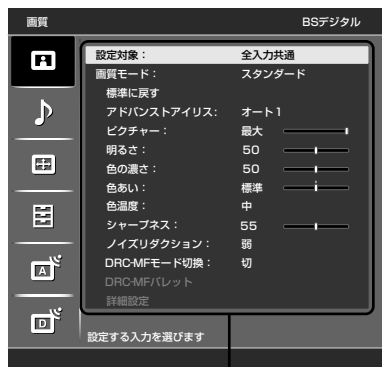 画質 BSデジタル
設定対象： 全入力共通
画質モード： スタンダード
標準に戻す
アドバンストアイリス： オート1
ピクチャー： 最大
明るさ： 50
色の濃さ： 50
色あい： 標準
色温度： 中
シャープネス： 55
ノイズリダクション： 弱
DRC-MFモード切換： 切
DRC-MFパレット
詳細設定
A
D
設定する入力を選びます